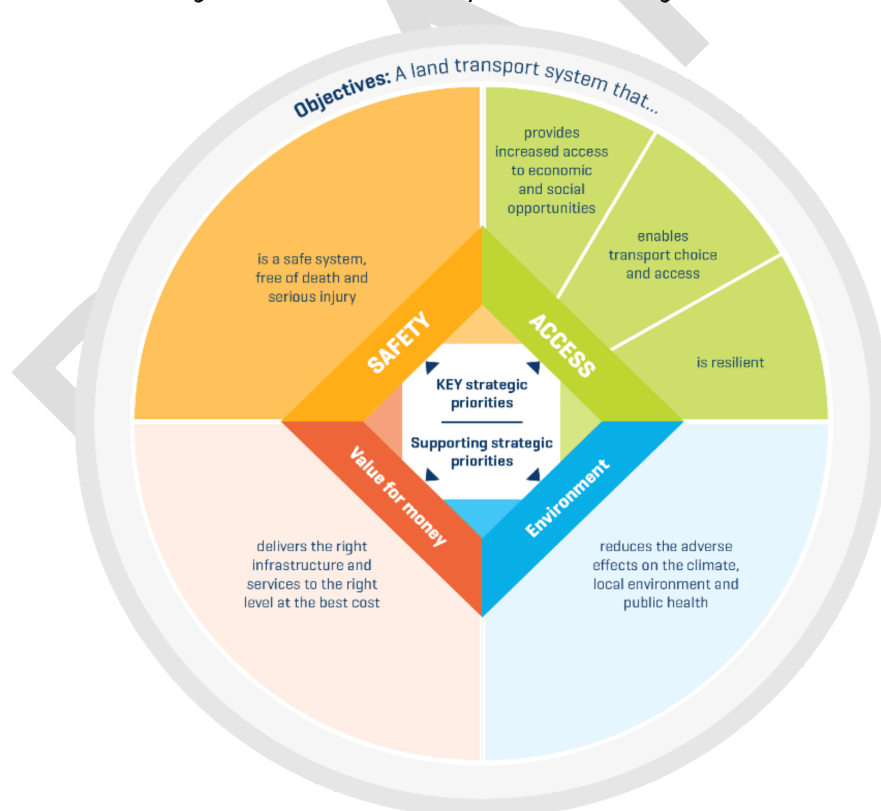 Objectives: A land transport system that...
provides
increased access
to economic
and social
opportunities
enables
transport choice
and access
is resilient
is a safe system,
free of death and
serious injury
SAFETY
ACCESS
KEY strategic
priorities
Supporting strategic
priorities
Value for money
Environment
delivers the right
infrastructure and
services to the right
level at the best cost
reduces the adverse
effects on the climate,
local environment and
public health